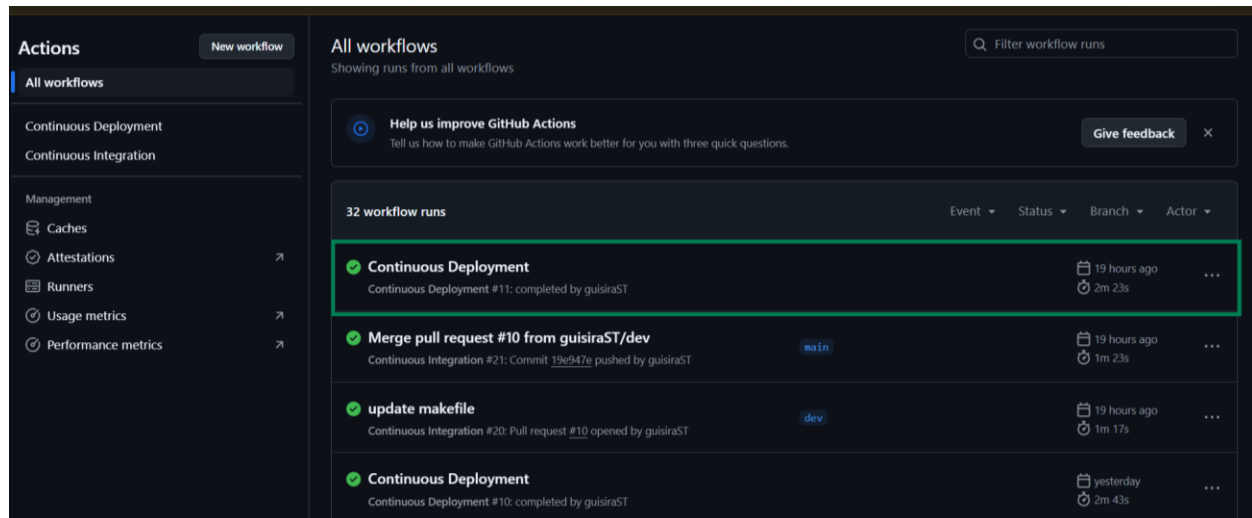 Actions
New workflow
All workflows
Continuous Deployment
Continuous Integration
Management
Caches
Attestations
Runners
Usage metrics
Performance metrics
All workflows
Showing runs from all workflows
Filter workflow runs
Help us improve GitHub Actions
Tell us how to make GitHub Actions work better for you with three quick questions.
Give feedback
32 workflow runs
Event
Status
Branch
Actor
Continuous Deployment
Continuous Deployment #11: completed by guisiraST
19 hours ago
2m 23s
Merge pull request #10 from guisiraST/dev
Continuous Integration #21: Commit 19e947e pushed by guisiraST
main
19 hours ago
1m 23s
update makefile
Continuous Integration #20: Pull request #10 opened by guisiraST
dev
19 hours ago
1m 17s
Continuous Deployment
Continuous Deployment #10: completed by guisiraST
yesterday
2m 43s